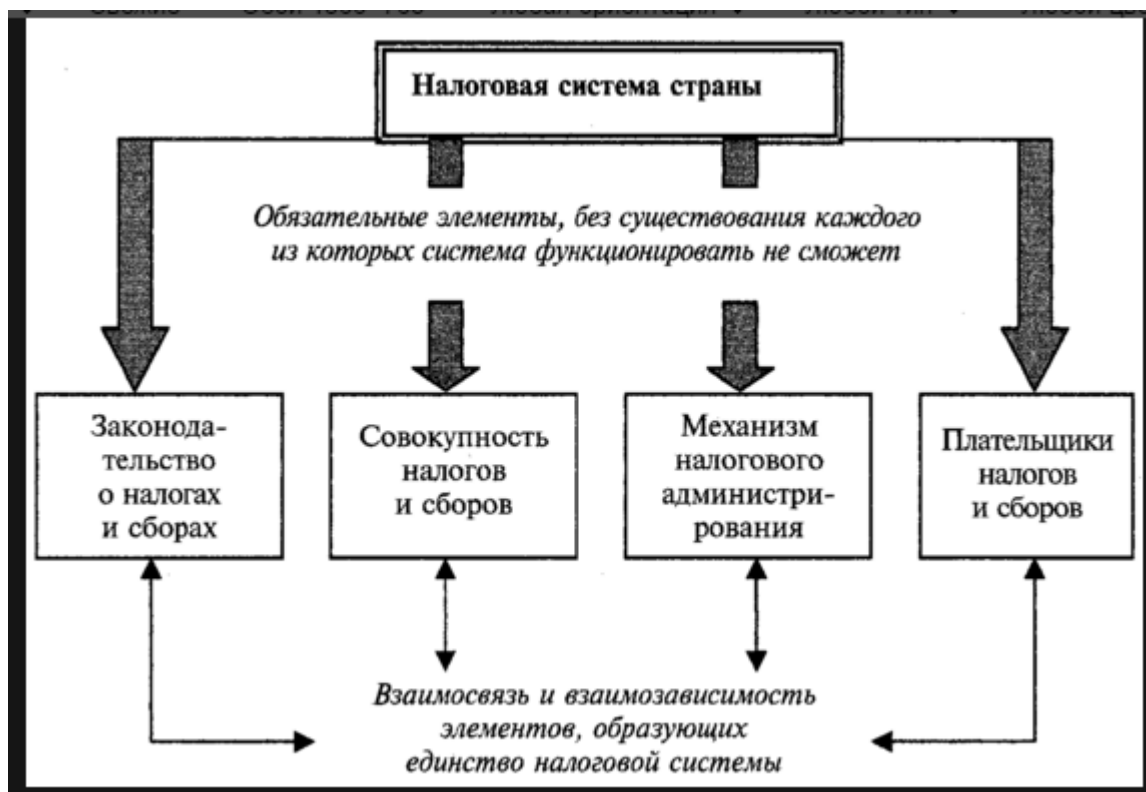 Налоговая система страны
Обязательные элементы, без существования каждого
из которых система функционировать не сможет
Законода-
тельство
о налогах
и сборах
Совокупность
налогов
и сборов
Механизм
налогового
администри-
рования
Плательщики
налогов
и сборов
Взаимосвязь и взаимозависимость
элементов, образующих
единство налоговой системы